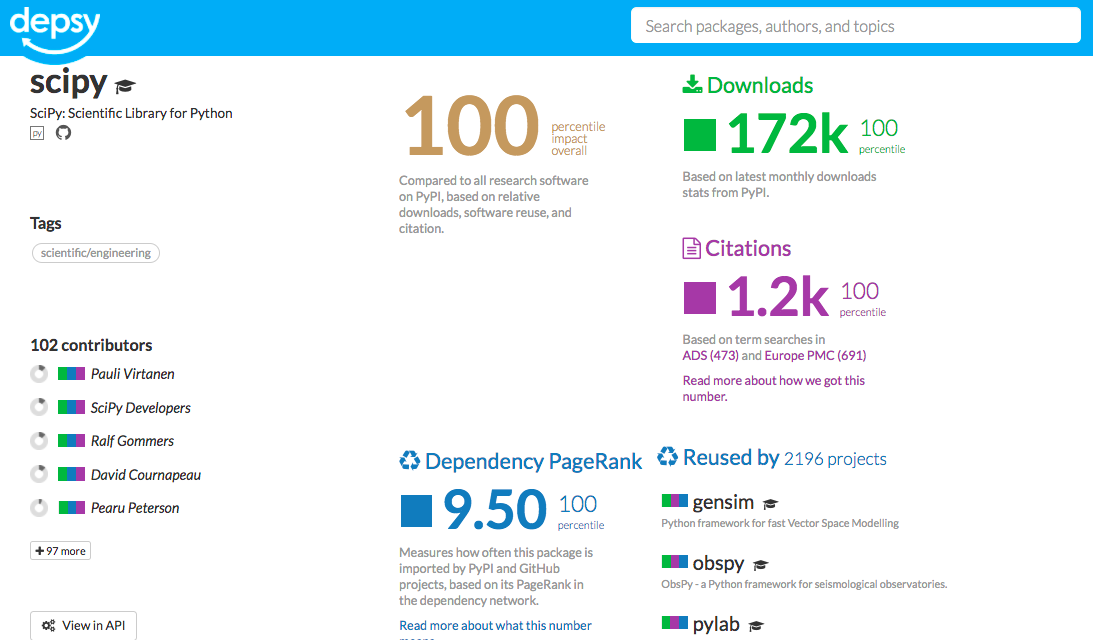 depsy
Search packages, authors, and topics
scipy
SciPy: Scientific Library for Python
py
Tags
scientific/engineering
102 contributors
Pauli Virtanen
SciPy Developers
Ralf Gommers
David Cournapeau
Pearu Peterson
+ 97 more
View in API
100
percentile
impact
overall
Compared to all research software
on PyPI, based on relative
downloads, software reuse, and
citation.
Downloads
172k 100
percentile
Based on latest monthly downloads
stats from PyPI.
Citations
1.2k 100
percentile
Based on term searches in
ADS (473) and Europe PMC (691)
Read more about how we got this
number.
Dependency PageRank
9.50 100
percentile
Measures how often this package is
imported by PyPI and GitHub
projects, based on its PageRank in
the dependency network.
Read more about what this number
Reused by 2196 projects
gensim
Python framework for fast Vector Space Modelling
obspy
ObsPy - a Python framework for seismological observatories.
pylab